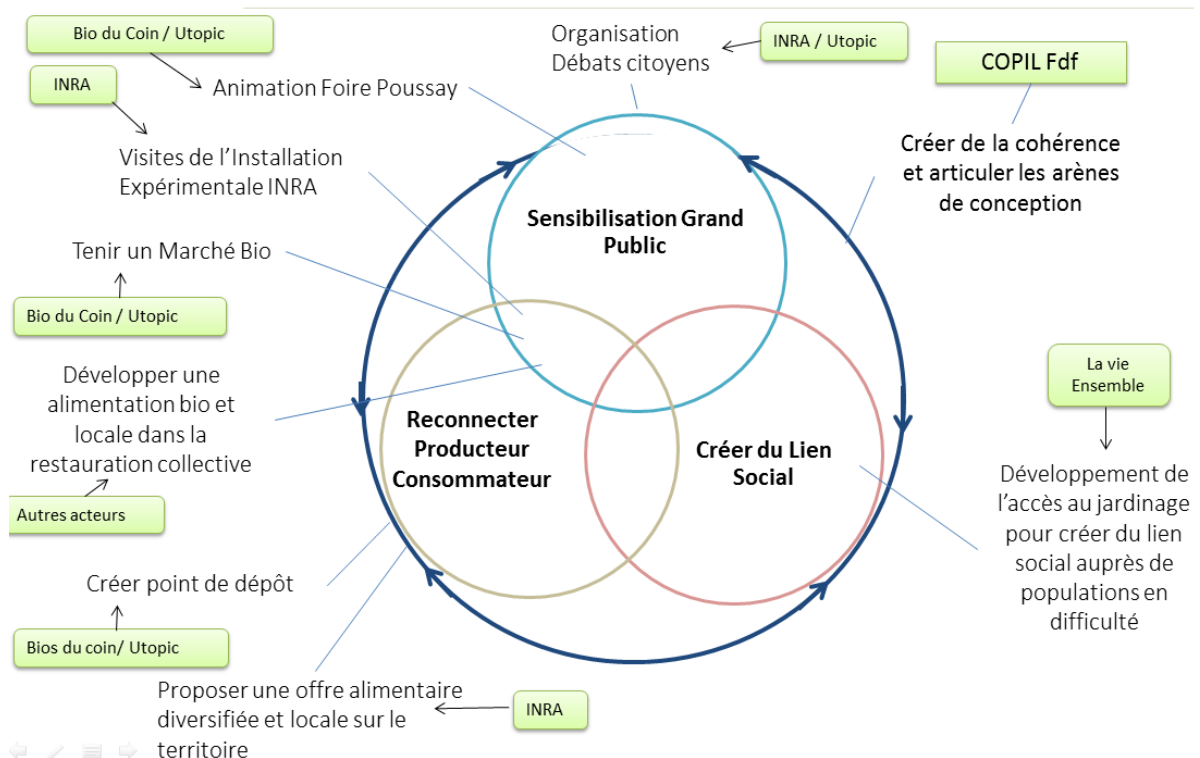 Bio du Coin / Utopic
INRA
Animation Foire Poussay
Organisation
Débats citoyens
INRA / Utopic
COPIL Fdf
Créer de la cohérence
et articuler les arènes
de conception
Visites de l’Installation
Expérimentale INRA
Sensibilisation Grand
Public
Tenir un Marché Bio
Bio du Coin / Utopic
Développer une
alimentation bio et
locale dans la
restauration collective
Autres acteurs
Reconnecter
Producteur
Consommateur
Créer du Lien
Social
La vie
Ensemble
Développement de
l’accès au jardinage
pour créer du lien
social auprès de
populations en
difficulté
Créer point de dépôt
Bios du coin/ Utopic
Proposer une offre alimentaire
diversifiée et locale sur le
territoire
INRA